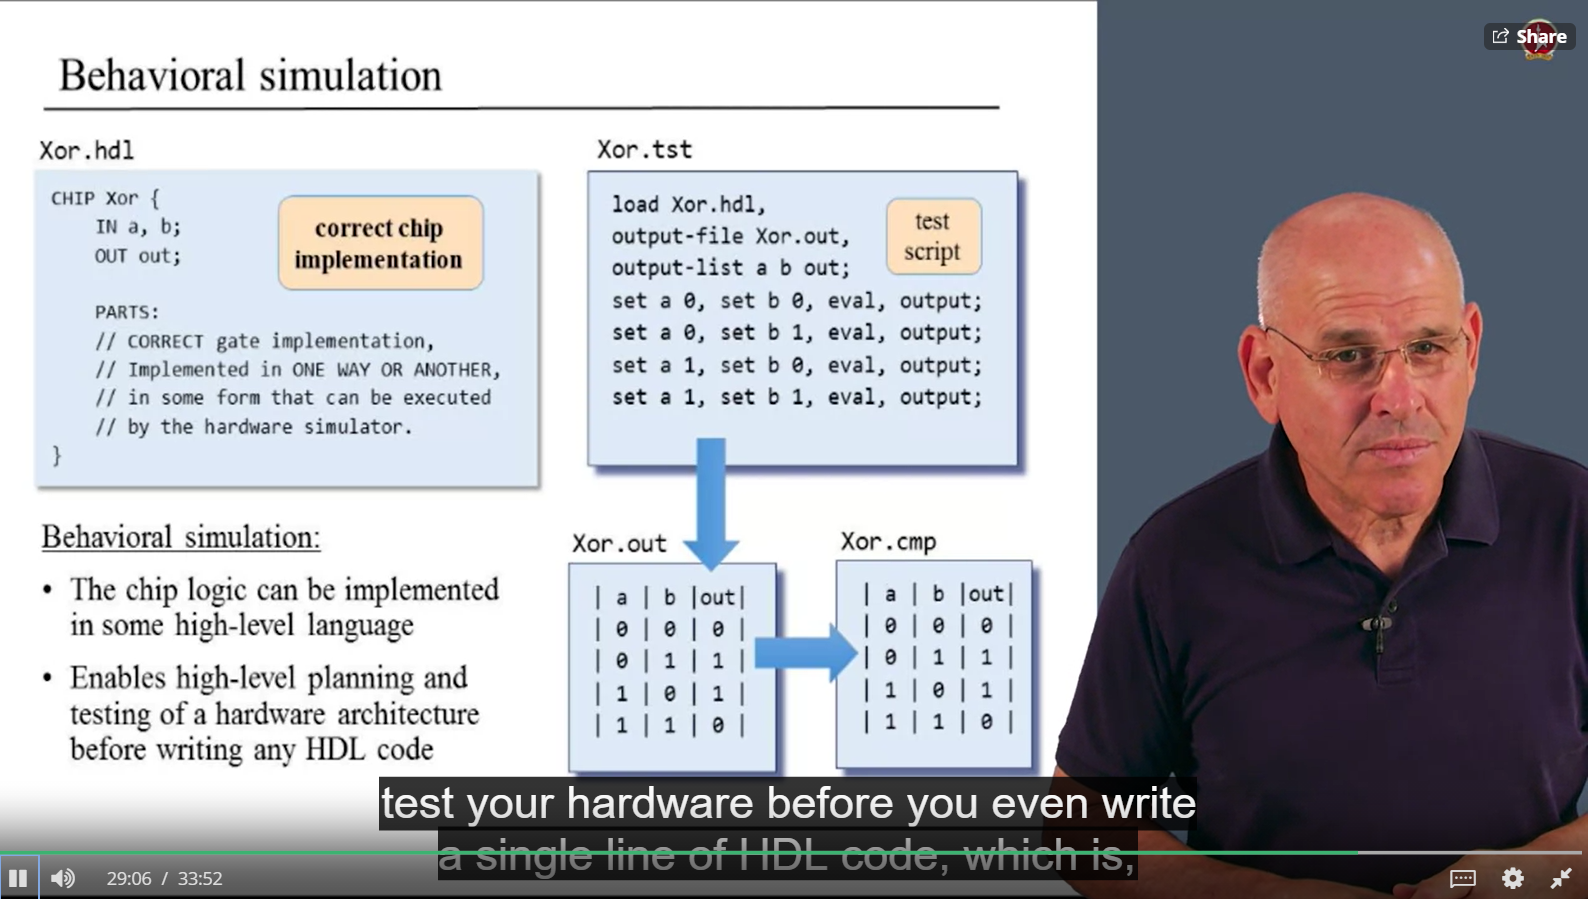 Share
Behavioral simulation
Xor.hdl
CHIP Xor {
IN a, b;
OUT out;
correct chip
implementation
PARTS:
// CORRECT gate implementation,
// Implemented in ONE WAY OR ANOTHER,
// in some form that can be executed
// by the hardware simulator.
}
Xor.tst
load Xor.hdl,
output-file Xor.out,
output-list a b out;
set a 0, set b 0, eval, output;
set a 0, set b 1, eval, output;
set a 1, set b 0, eval, output;
set a 1, set b 1, eval, output;
test
script
Behavioral simulation:
• The chip logic can be implemented
in some high-level language
• Enables high-level planning and
testing of a hardware architecture
before writing any HDL code
Xor.out
| a | b |out|
| 0 | 0 | 0 |
| 0 | 1 | 1 |
| 1 | 0 | 1 |
| 1 | 1 | 0 |
Xor.cmp
| a | b |out|
| 0 | 0 | 0 |
| 0 | 1 | 1 |
| 1 | 0 | 1 |
| 1 | 1 | 0 |
test your hardware before you even write
a single line of HDL code, which is,
29:06 / 33:52